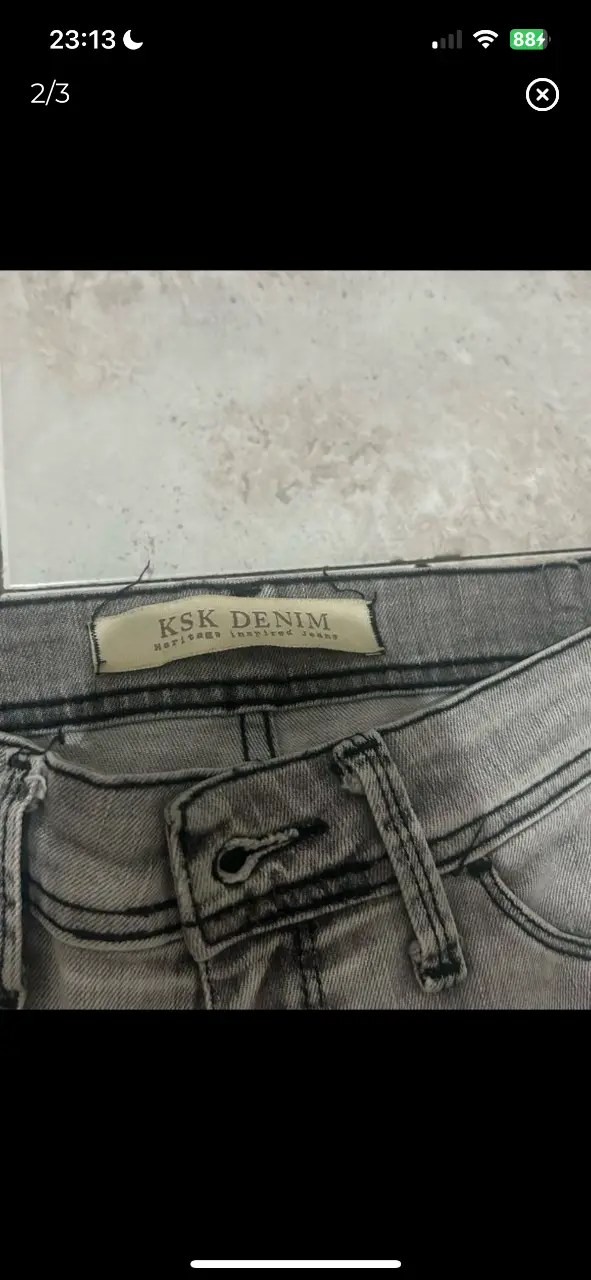 23:13
88
2/3
KSK DENIM
Heritage inspired Jeans